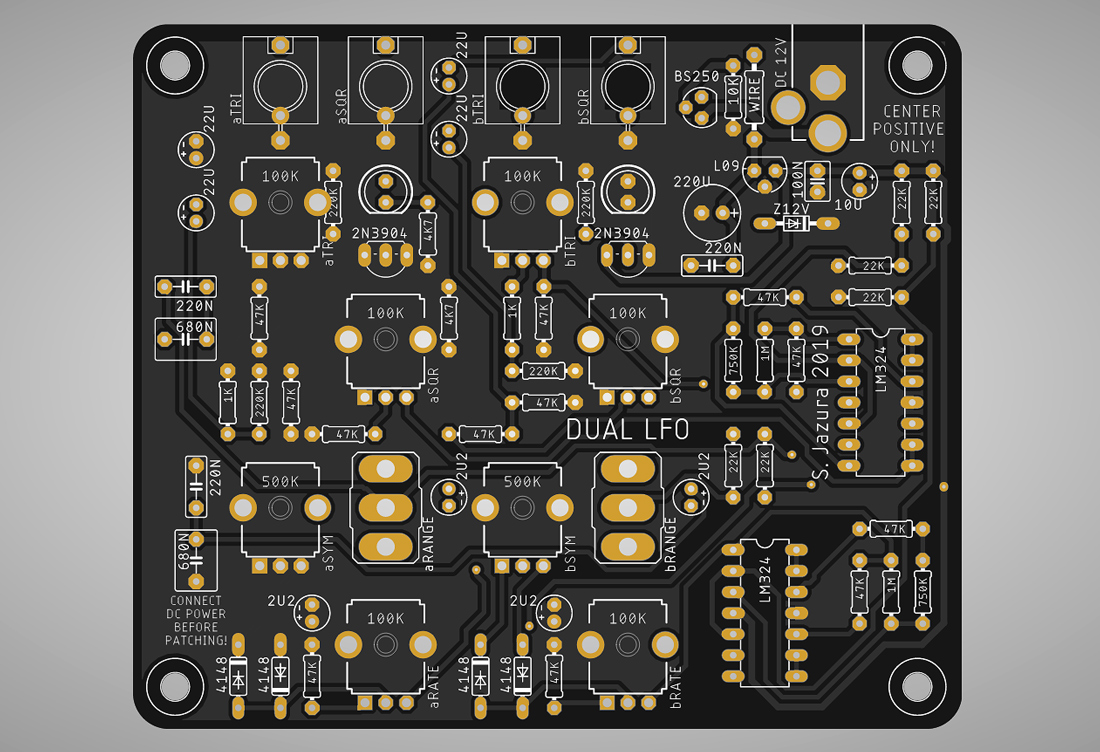 aTRI
aSQR
22U
bTRI
bSQR
BS250
10K
WIRE
DC 12V
CENTER
POSITIVE
ONLY!
22U
22U
22U
100K
220K
aTRI
2N3904
4K7
100K
220K
bTRI
2N3904
L09
220U
100N
10U
Z12V
220N
22K
22K
22K
22K
47K
220N
680N
47K
100K
4K7
aSQR
1K
47K
100K
bSQR
220K
47K
750K
1M
47K
S. Jazura 2019
LM324
1K
220K
47K
47K
47K
DUAL LFO
220N
680N
500K
aSYM
aRANGE
2U2
500K
bSYM
bRANGE
2U2
22K
22K
LM324
47K
47K
1M
750K
CONNECT
DC POWER
BEFORE
PATCHING!
2U2
4148
4148
47K
100K
aRATE
2U2
4148
4148
47K
100K
bRATE